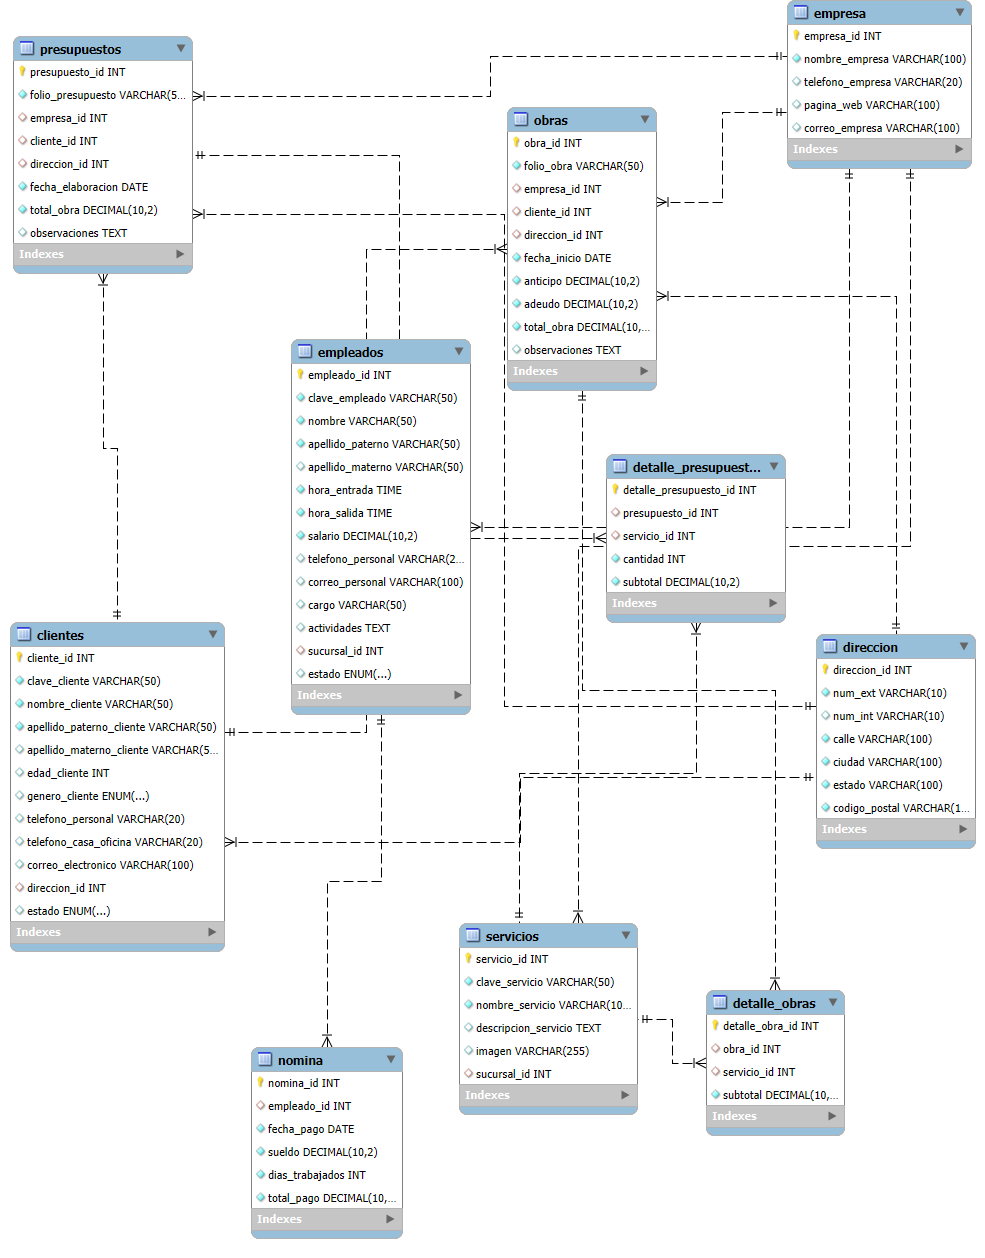 empresa
empresa_id INT
nombre_empresa VARCHAR(100)
telefono_empresa VARCHAR(20)
pagina_web VARCHAR(100)
correo_empresa VARCHAR(100)
Indexes
presupuestos
presupuesto_id INT
folio_presupuesto VARCHAR(5...
empresa_id INT
cliente_id INT
direccion_id INT
fecha_elaboracion DATE
total_obra DECIMAL(10,2)
observaciones TEXT
Indexes
obras
obra_id INT
folio_obra VARCHAR(50)
empresa_id INT
cliente_id INT
direccion_id INT
fecha_inicio DATE
anticipo DECIMAL(10,2)
adeudo DECIMAL(10,2)
total_obra DECIMAL(10,...
observaciones TEXT
Indexes
empleados
empleado_id INT
clave_empleado VARCHAR(50)
nombre VARCHAR(50)
apellido_paterno VARCHAR(50)
apellido_materno VARCHAR(50)
hora_entrada TIME
hora_salida TIME
salario DECIMAL(10,2)
telefono_personal VARCHAR(2...
correo_personal VARCHAR(100)
cargo VARCHAR(50)
actividades TEXT
sucursal_id INT
estado ENUM(...)
Indexes
detalle_presupuest...
detalle_presupuesto_id INT
presupuesto_id INT
servicio_id INT
cantidad INT
subtotal DECIMAL(10,2)
Indexes
clientes
cliente_id INT
clave_cliente VARCHAR(50)
nombre_cliente VARCHAR(50)
apellido_paterno_cliente VARCHAR(50)
apellido_materno_cliente VARCHAR(5...
edad_cliente INT
genero_cliente ENUM(...)
telefono_personal VARCHAR(20)
telefono_casa_oficina VARCHAR(20)
correo_electronico VARCHAR(100)
direccion_id INT
estado ENUM(...)
Indexes
direccion
direccion_id INT
num_ext VARCHAR(10)
num_int VARCHAR(10)
calle VARCHAR(100)
ciudad VARCHAR(100)
estado VARCHAR(100)
codigo_postal VARCHAR(1...
Indexes
servicios
servicio_id INT
clave_servicio VARCHAR(50)
nombre_servicio VARCHAR(10...
descripcion_servicio TEXT
imagen VARCHAR(255)
sucursal_id INT
Indexes
detalle_obras
detalle_obra_id INT
obra_id INT
servicio_id INT
subtotal DECIMAL(10,...
Indexes
nomina
nomina_id INT
empleado_id INT
fecha_pago DATE
sueldo DECIMAL(10,2)
dias_trabajados INT
total_pago DECIMAL(10,...
Indexes